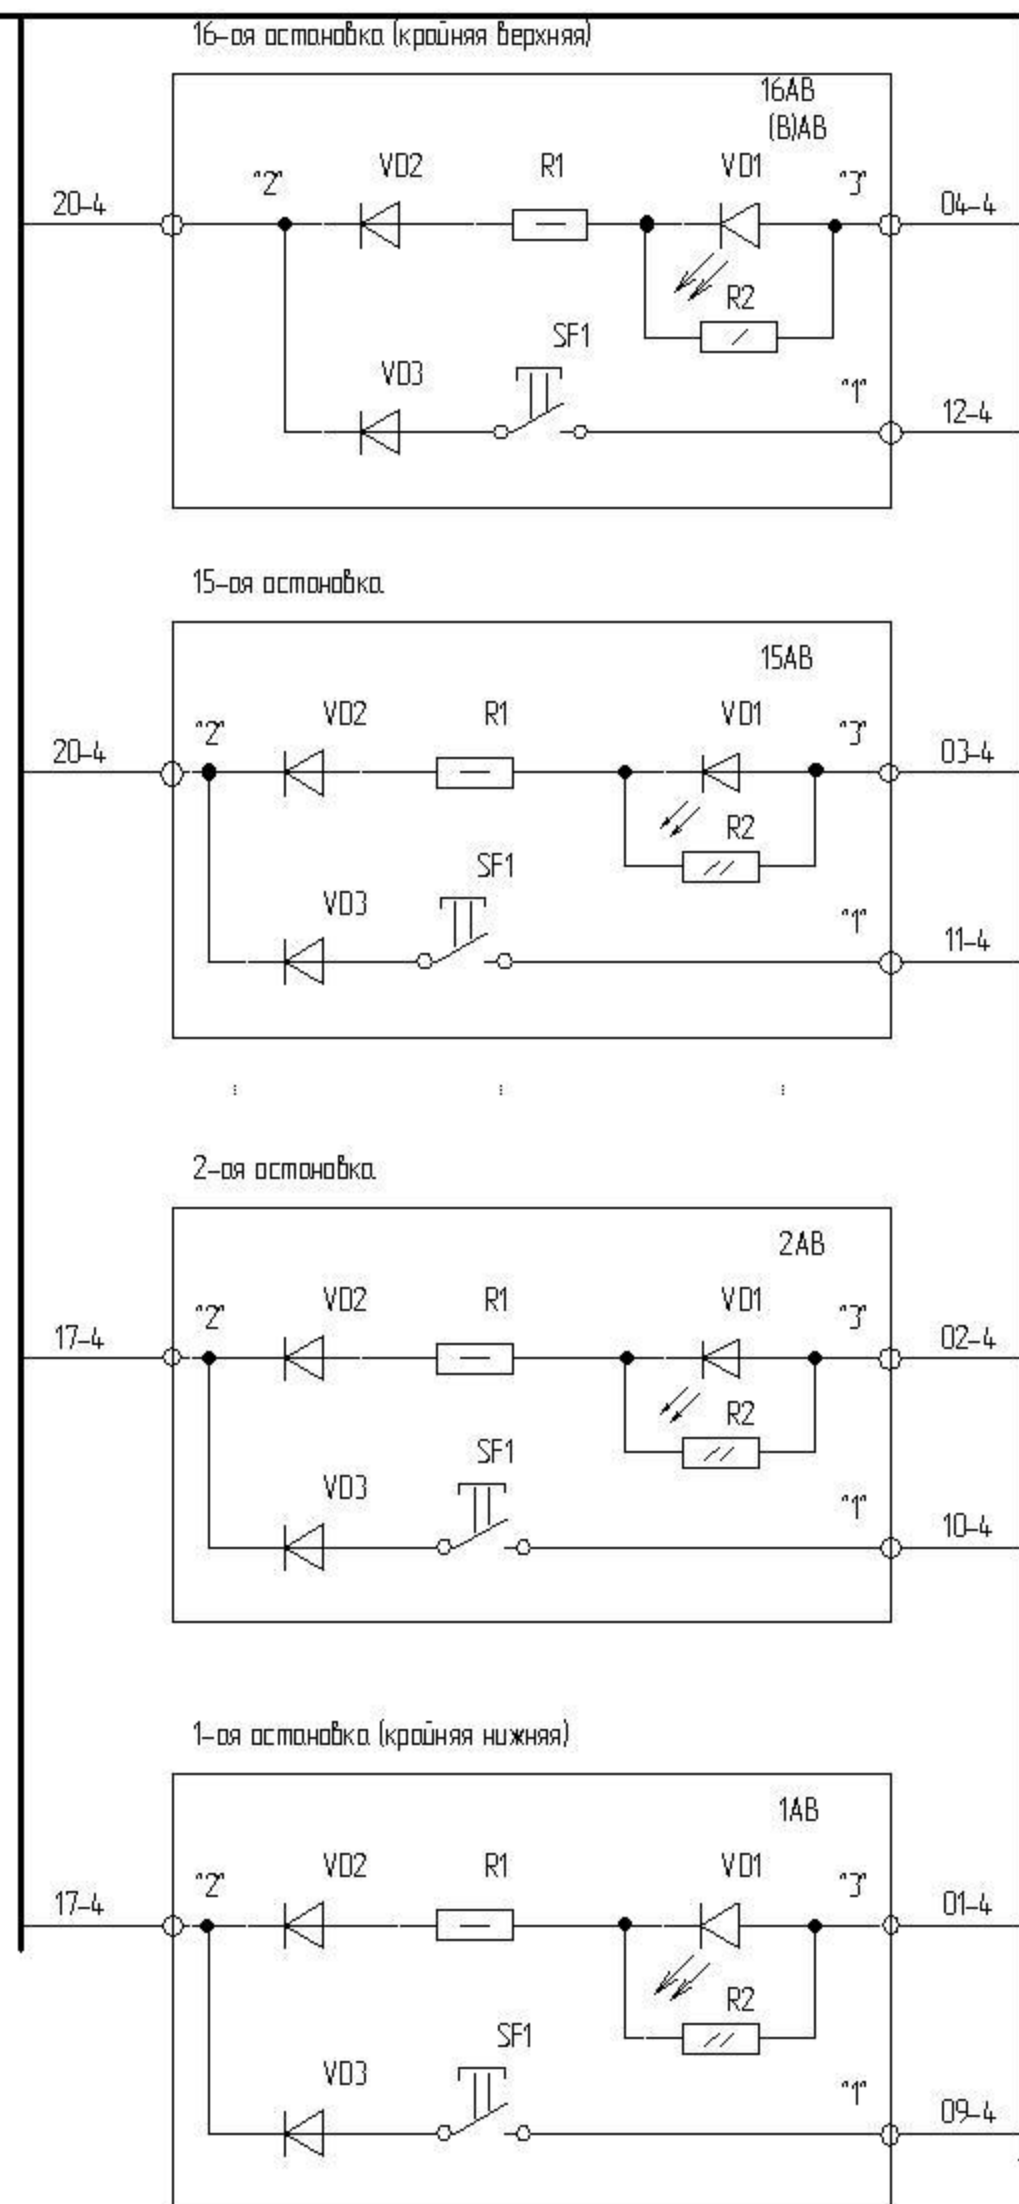 16-ая остановка (крайняя верхняя)
16АВ
(В)АВ
"2" VD2 R1 VD1 "3"
20-4 04-4
R2
SF1
VD3 "1"
12-4
15-ая остановка
15АВ
"2" VD2 R1 VD1 "3"
20-4 03-4
R2
SF1
VD3 "1"
11-4
2-ая остановка
2АВ
"2" VD2 R1 VD1 "3"
17-4 02-4
R2
SF1
VD3 "1"
10-4
1-ая остановка (крайняя нижняя)
1АВ
"2" VD2 R1 VD1 "3"
17-4 01-4
R2
SF1
VD3 "1"
09-4